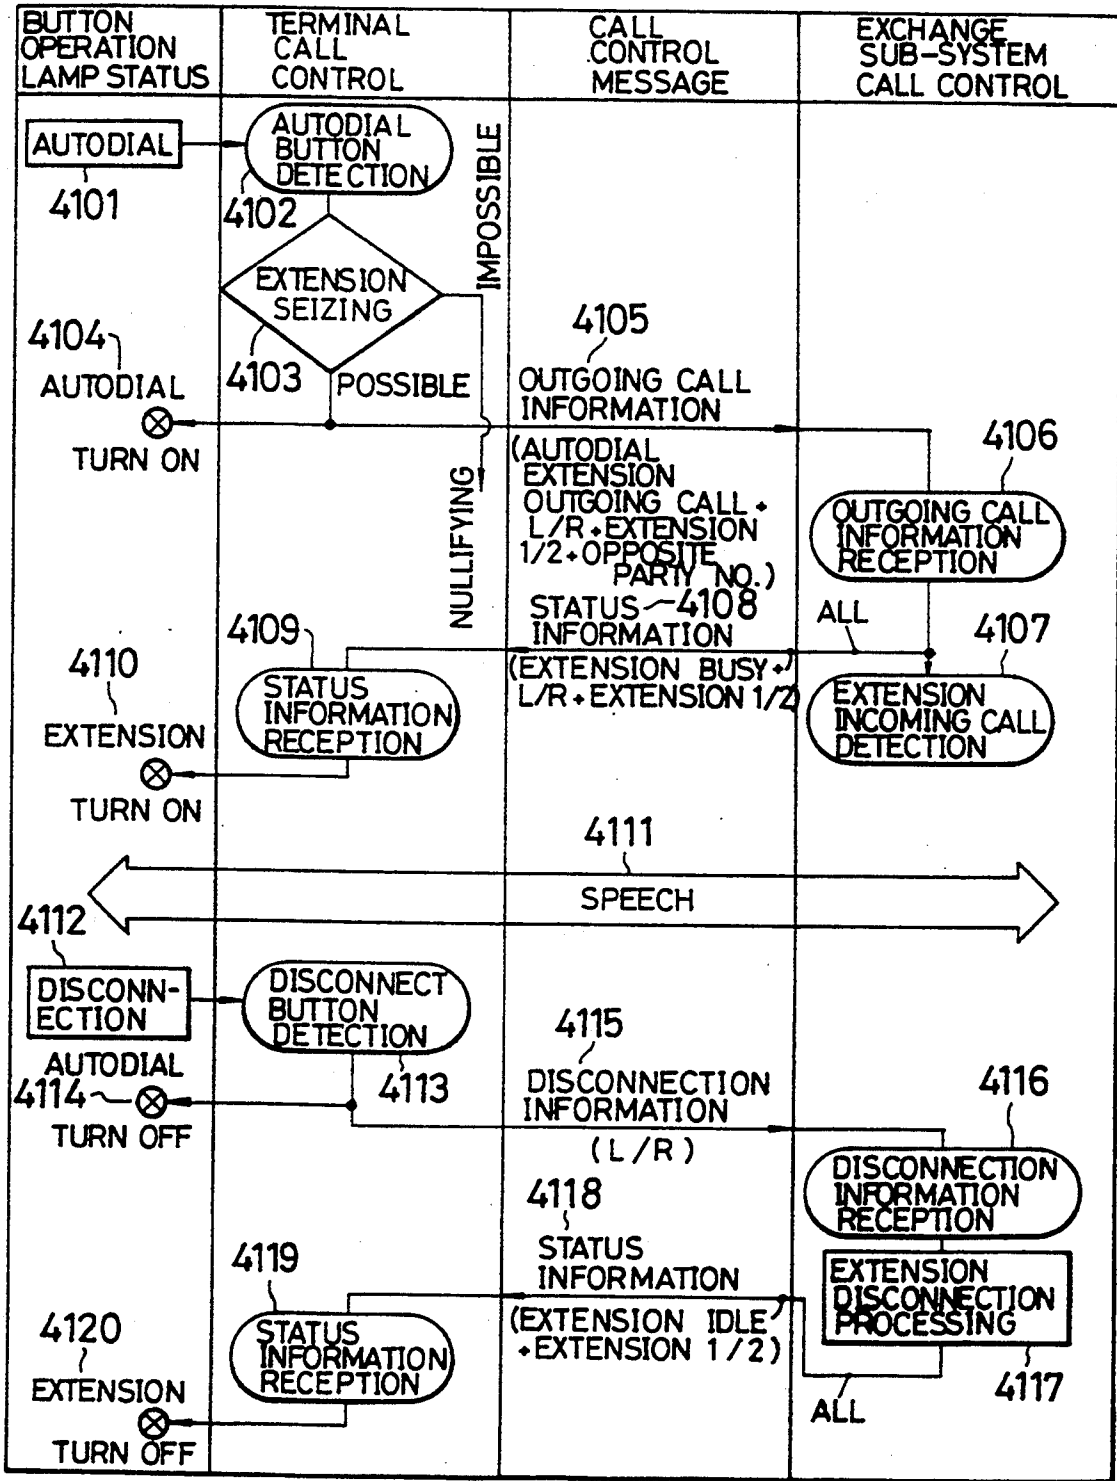 BUTTON
OPERATION
LAMP STATUS
TERMINAL
CALL
CONTROL
CALL
CONTROL
MESSAGE
EXCHANGE
SUB-SYSTEM
CALL CONTROL
AUTODIAL
4101
AUTODIAL
BUTTON
DETECTION
4102
IMPOSSIBLE
EXTENSION
SEIZING
4103
POSSIBLE
NULLIFYING
4104
AUTODIAL
TURN ON
4105
OUTGOING CALL
INFORMATION
(AUTODIAL
EXTENSION
OUTGOING CALL+
L/R+EXTENSION
1/2+OPPOSITE
PARTY NO.)
4106
OUTGOING CALL
INFORMATION
RECEPTION
STATUS 4108
INFORMATION
(EXTENSION BUSY+
L/R+EXTENSION 1/2)
ALL
4107
EXTENSION
INCOMING CALL
DETECTION
4109
STATUS
INFORMATION
RECEPTION
4110
EXTENSION
TURN ON
4111
SPEECH
4112
DISCONN-
ECTION
DISCONNECT
BUTTON
DETECTION
4113
AUTODIAL
4114
TURN OFF
4115
DISCONNECTION
INFORMATION
(L/R)
4116
DISCONNECTION
INFORMATION
RECEPTION
EXTENSION
DISCONNECTION
PROCESSING
4117
ALL
4118
STATUS
INFORMATION
(EXTENSION IDLE
+EXTENSION 1/2)
4119
STATUS
INFORMATION
RECEPTION
4120
EXTENSION
TURN OFF